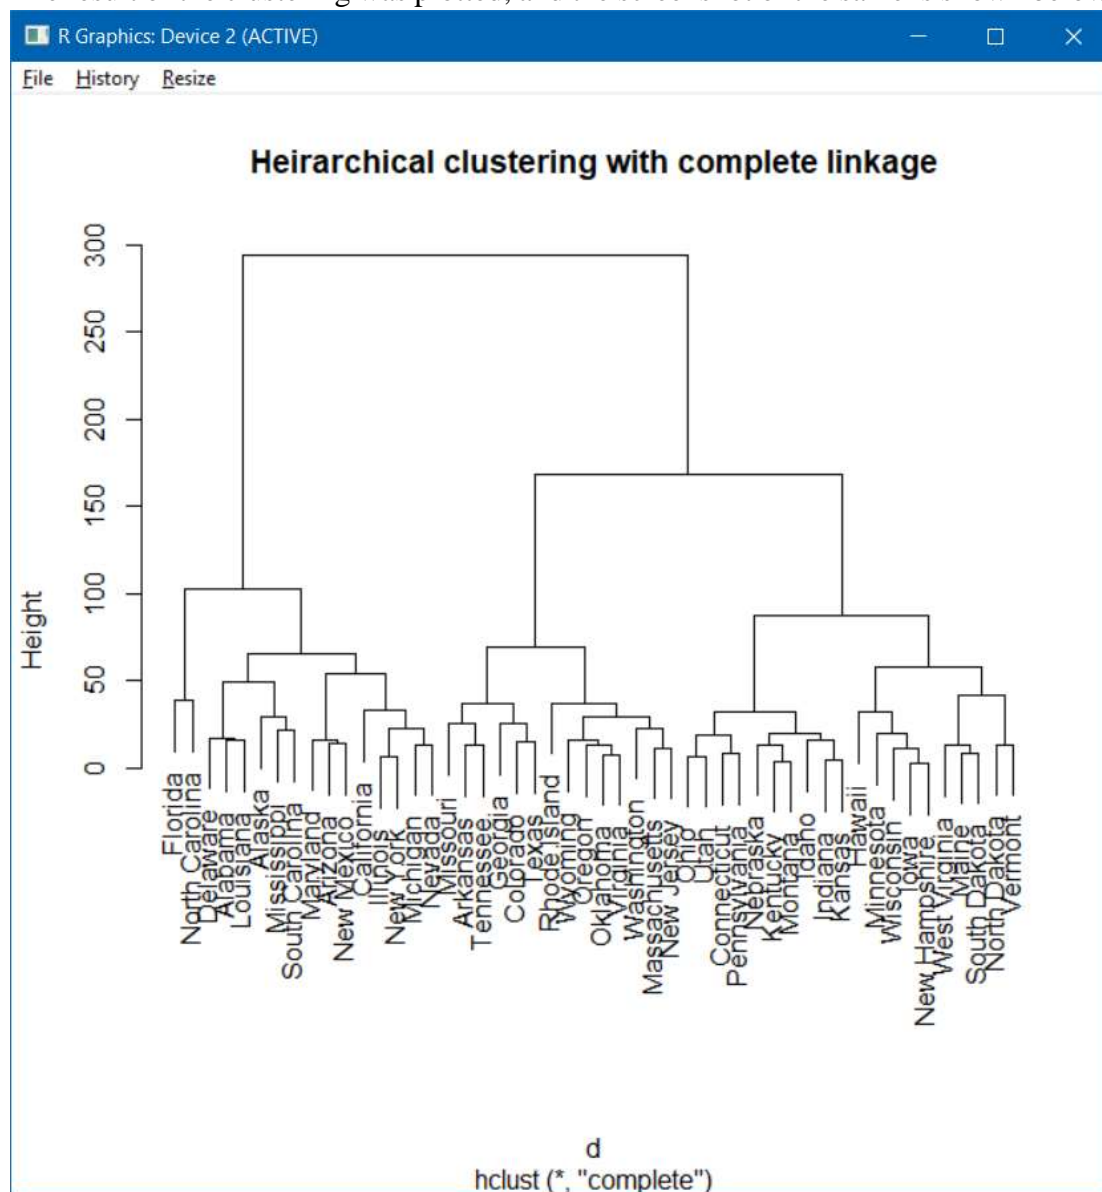 R Graphics: Device 2 (ACTIVE)
File History Resize
Heirarchical clustering with complete linkage
300
250
200
150
100
50
0
Height
Florida
North Carolina
Delaware
Alabama
Louisiana
Alaska
Mississippi
South Carolina
Maryland
Arizona
New Mexico
California
Illinois
New York
Michigan
Nevada
Missouri
Arkansas
Tennessee
Georgia
Colorado
Texas
Rhode Island
Wyoming
Oregon
Oklahoma
Virginia
Washington
Massachusetts
New Jersey
Ohio
Utah
Connecticut
Pennsylvania
Nebraska
Kentucky
Montana
Idaho
Indiana
Kansas
Hawaii
Minnesota
Wisconsin
Iowa
New Hampshire
West Virginia
Maine
South Dakota
North Dakota
Vermont
d
hclust (*, "complete")